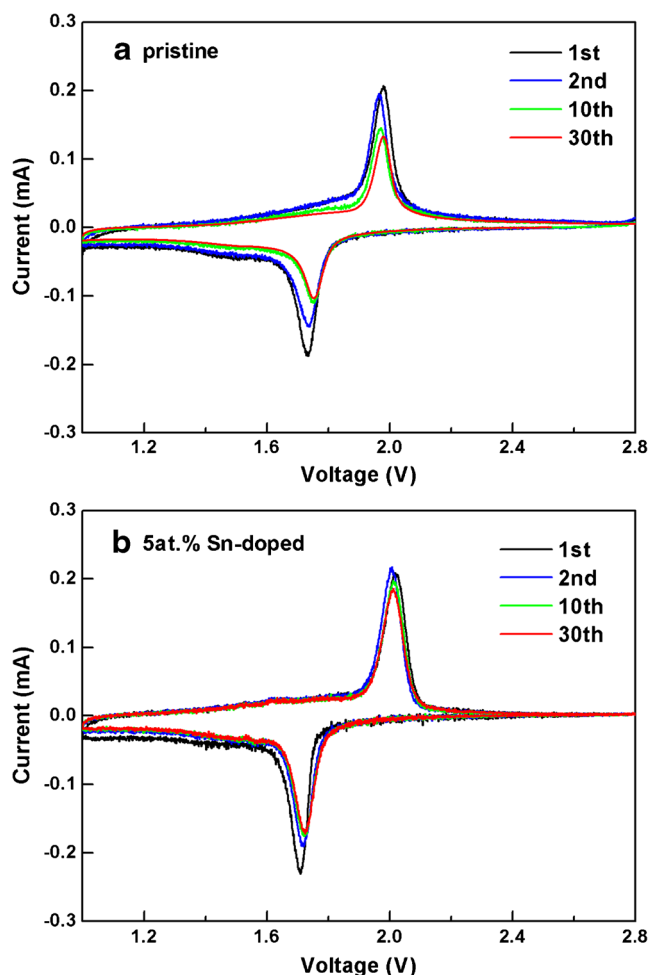 a pristine
1st
2nd
10th
30th
0.3
0.2
0.1
0.0
-0.1
-0.2
-0.3
Current (mA)
1.2 1.6 2.0 2.4 2.8
Voltage (V)
b 5at.% Sn-doped
1st
2nd
10th
30th
0.3
0.2
0.1
0.0
-0.1
-0.2
-0.3
Current (mA)
1.2 1.6 2.0 2.4 2.8
Voltage (V)